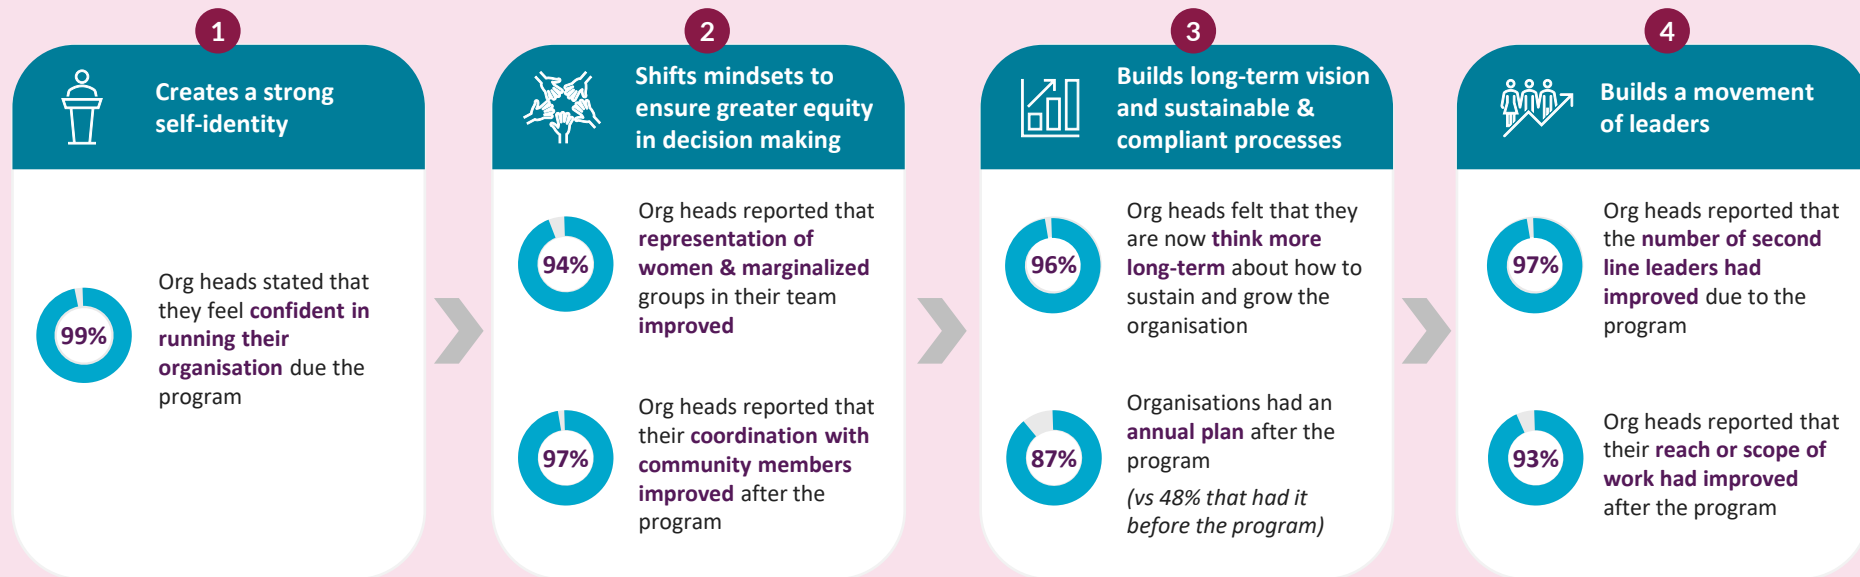 1
Creates a strong
self-identity
99%
Org heads stated that
they feel confident in
running their
organisation due the
program
2
Shifts mindsets to
ensure greater equity
in decision making
94%
Org heads reported that
representation of
women & marginalized
groups in their team
improved
97%
Org heads reported that
their coordination with
community members
improved after the
program
3
Builds long-term vision
and sustainable &
compliant processes
96%
Org heads felt that they
are now think more
long-term about how to
sustain and grow the
organisation
87%
Organisations had an
annual plan after the
program
(vs 48% that had it
before the program)
4
Builds a movement
of leaders
97%
Org heads reported that
the number of second
line leaders had
improved due to the
program
93%
Org heads reported that
their reach or scope of
work had improved
after the program